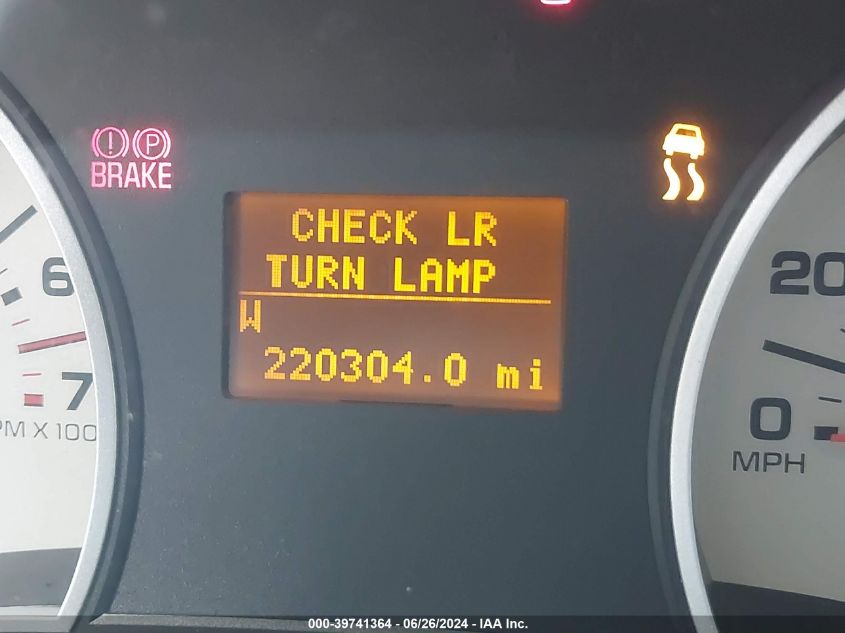 (!) (P)
BRAKE
CHECK LR
TURN LAMP
W
220304.0 mi
6
7
PM X 100
20
0
MPH
000-39741364 - 06/26/2024 - IAA Inc.